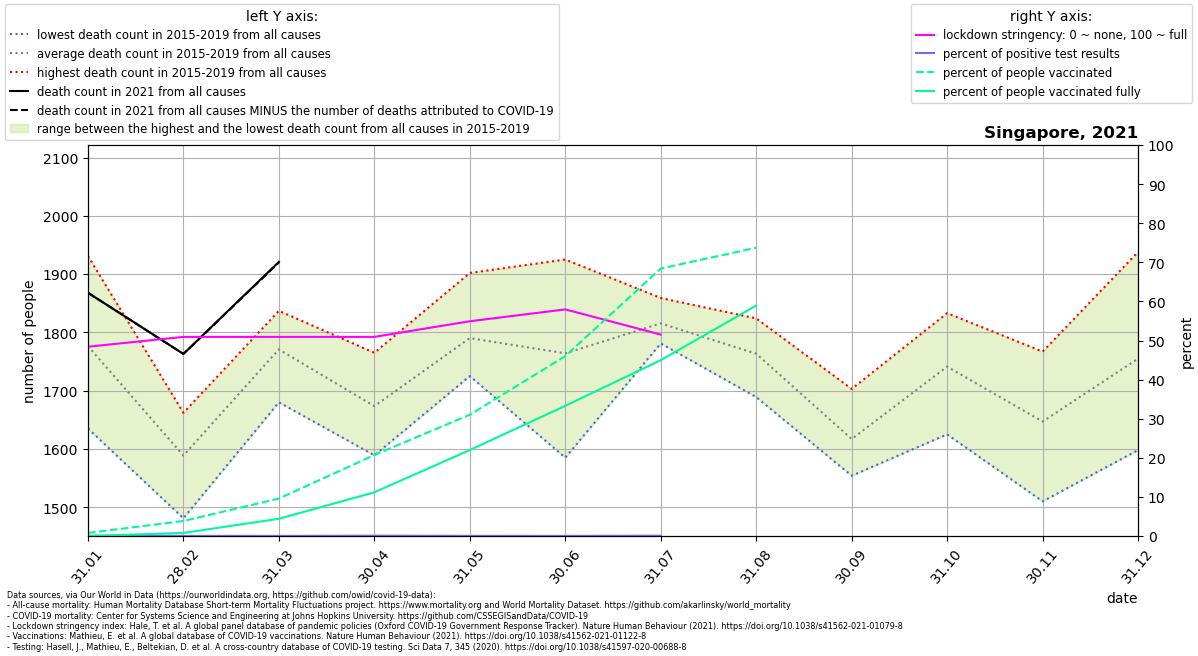 left Y axis:
lowest death count in 2015-2019 from all causes
average death count in 2015-2019 from all causes
highest death count in 2015-2019 from all causes
death count in 2021 from all causes
death count in 2021 from all causes MINUS the number of deaths attributed to COVID-19
range between the highest and the lowest death count from all causes in 2015-2019
right Y axis:
lockdown stringency: 0 ~ none, 100 ~ full
percent of positive test results
percent of people vaccinated
percent of people vaccinated fully
Singapore, 2021
number of people
2100
2000
1900
1800
1700
1600
1500
100
90
80
70
60
50
40
30
20
10
0
percent
31.01
28.02
31.03
30.04
31.05
30.06
31.07
31.08
30.09
31.10
30.11
31.12
date
Data sources, via Our World in Data (https://ourworldindata.org, https://github.com/owid/covid-19-data):
- All-cause mortality: Human Mortality Database Short-term Mortality Fluctuations project. https://www.mortality.org and World Mortality Dataset. https://github.com/akarlinsky/world_mortality
- COVID-19 mortality: Center for Systems Science and Engineering at Johns Hopkins University. https://github.com/CSSEGISandData/COVID-19
- Lockdown stringency index: Hale, T. et al. A global panel database of pandemic policies (Oxford COVID-19 Government Response Tracker). Nature Human Behaviour (2021). https://doi.org/10.1038/s41562-021-01079-8
- Vaccinations: Mathieu, E. et al. A global database of COVID-19 vaccinations. Nature Human Behaviour (2021). https://doi.org/10.1038/s41562-021-01122-8
- Testing: Hasell, J., Mathieu, E., Beltekian, D. et al. A cross-country database of COVID-19 testing. Sci Data 7, 345 (2020). https://doi.org/10.1038/s41597-020-00688-8